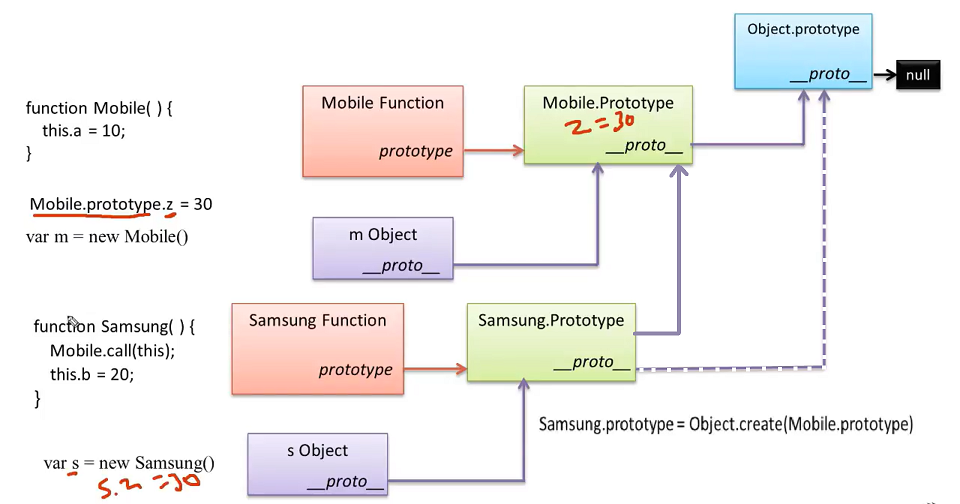 Object.prototype
__proto__
null
function Mobile( ) {
this.a = 10;
}
Mobile Function
prototype
Mobile.Prototype
z = 30
__proto__
Mobile.prototype.z = 30
var m = new Mobile()
m Object
__proto__
function Samsung( ) {
Mobile.call(this);
this.b = 20;
}
Samsung Function
prototype
Samsung.Prototype
__proto__
Samsung.prototype = Object.create(Mobile.prototype)
var s = new Samsung()
s.z = 30
s Object
__proto__